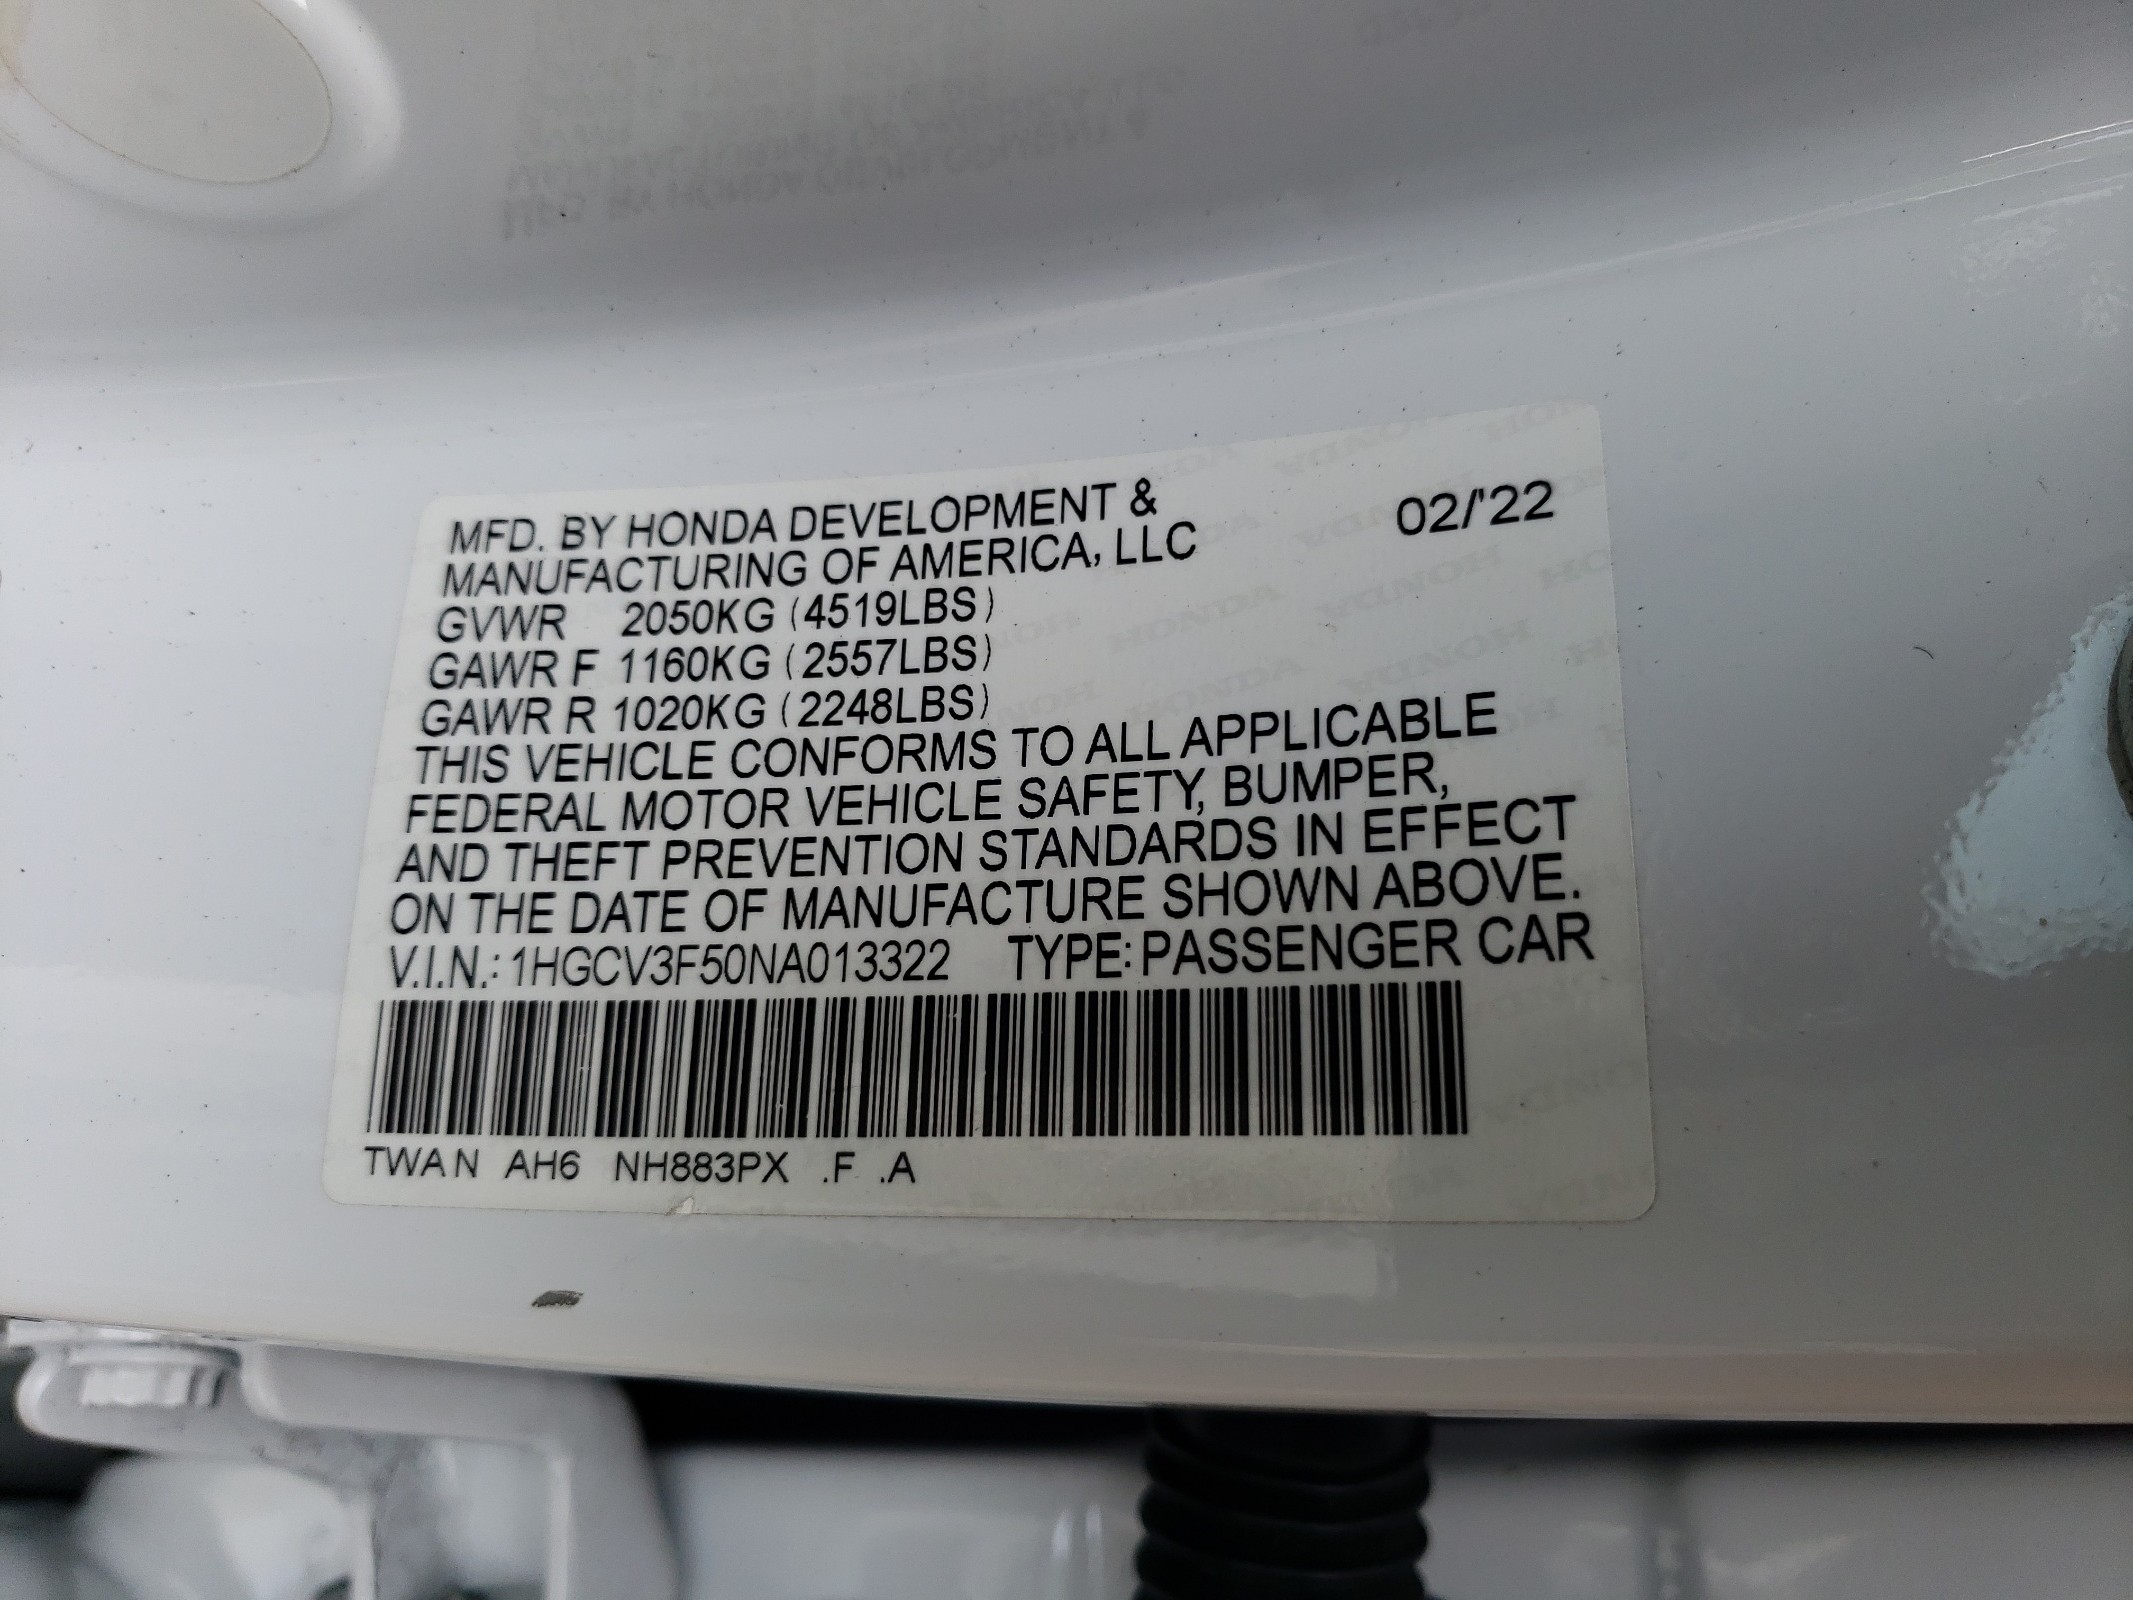 MFD. BY HONDA DEVELOPMENT & 02/'22
MANUFACTURING OF AMERICA, LLC
GVWR 2050KG (4519LBS)
GAWR F 1160KG (2557LBS)
GAWR R 1020KG (2248LBS)
THIS VEHICLE CONFORMS TO ALL APPLICABLE
FEDERAL MOTOR VEHICLE SAFETY, BUMPER,
AND THEFT PREVENTION STANDARDS IN EFFECT
ON THE DATE OF MANUFACTURE SHOWN ABOVE.
V.I.N.: 1HGCV3F50NA013322 TYPE: PASSENGER CAR
TWAN AH6 NH883PX .F .A